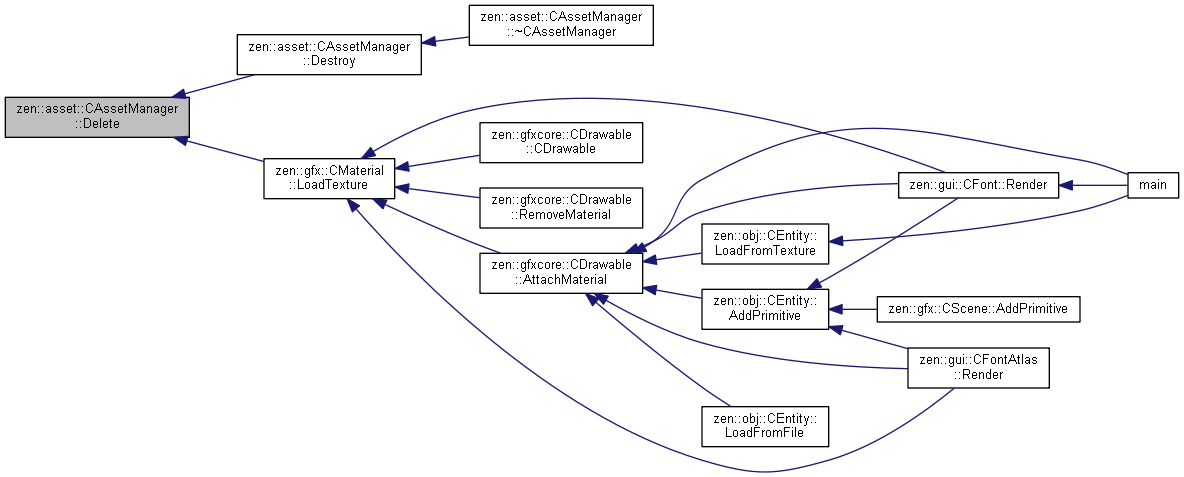 zen::asset::CAssetManager
::~CAssetManager
zen::asset::CAssetManager
::Destroy
zen::asset::CAssetManager
::Delete
zen::gfxcore::CDrawable
::CDrawable
zen::gfx::CMaterial
::LoadTexture
zen::gui::CFont::Render
main
zen::gfxcore::CDrawable
::RemoveMaterial
zen::obj::CEntity::
LoadFromTexture
zen::gfxcore::CDrawable
::AttachMaterial
zen::obj::CEntity::
AddPrimitive
zen::gfx::CScene::AddPrimitive
zen::gui::CFontAtlas
::Render
zen::obj::CEntity::
LoadFromFile